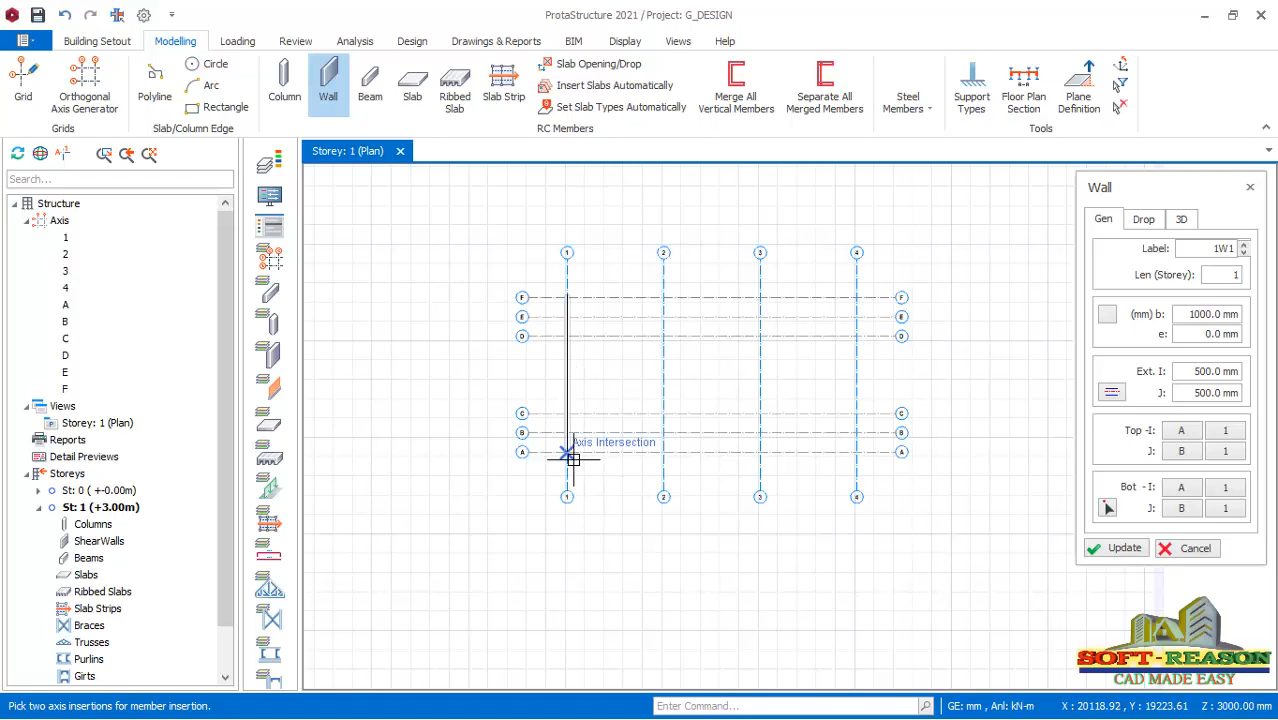 ProtaStructure 2021 / Project: G_DESIGN
Building Setout
Modelling
Loading
Review
Analysis
Design
Drawings & Reports
BIM
Display
Views
Help
Grid
Orthogonal
Axis Generator
Grids
Polyline
Circle
Arc
Rectangle
Slab/Column Edge
Column
Wall
Beam
Slab
Ribbed
Slab
Slab Strip
Slab Opening/Drop
Insert Slabs Automatically
Set Slab Types Automatically
RC Members
Merge All
Vertical Members
Separate All
Merged Members
Steel
Members
Support
Types
Floor Plan
Section
Plane
Definition
Tools
Search...
Structure
Axis
1
2
3
4
A
B
C
D
E
F
Views
Storey: 1 (Plan)
Reports
Detail Previews
Storeys
St: 0 ( +-0.00m)
St: 1 (+3.00m)
Columns
ShearWalls
Beams
Slabs
Ribbed Slabs
Slab Strips
Braces
Trusses
Purlins
Girts
Storey: 1 (Plan)
1 2 3 4
F F
E E
D D
C C
B B
A A
Axis Intersection
1 2 3 4
Wall
Gen
Drop
3D
Label: 1W1
Len (Storey): 1
(mm) b: 1000.0 mm
e: 0.0 mm
Ext. I: 500.0 mm
J: 500.0 mm
Top -I: A 1
J: B 1
Bot - I: A 1
J: B 1
Update
Cancel
SOFT-REASON
CAD MADE EASY
Pick two axis insertions for member insertion.
Enter Command...
GE: mm , Anl: kN-m
X : 20118.92 , Y : 19223.61
Z : 3000.00 mm